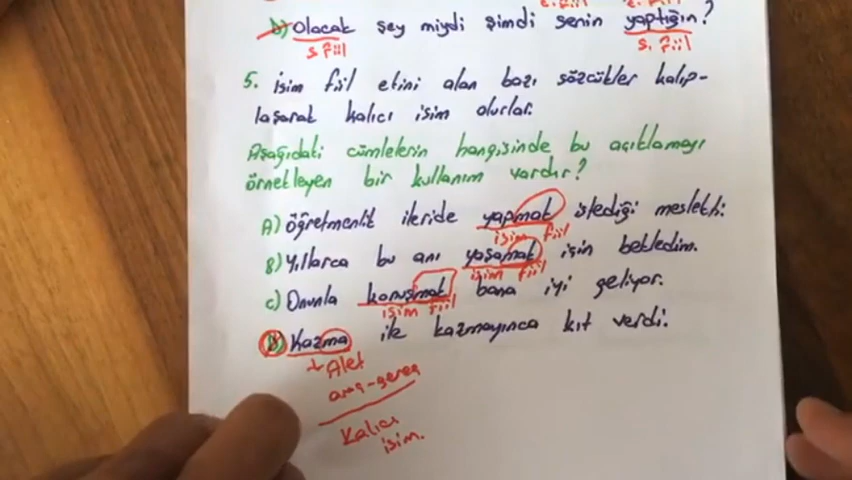 b) Olacak şey miydi şimdi senin yaptığın?
s. fiil s. fiil
5. İsim fiil ekini alan bazı sözcükler kalıp-
laşarak kalıcı isim olurlar.
Aşağıdaki cümlelerin hangisinde bu açıklamayı
örnekleyen bir kullanım vardır?
A) Öğretmenlik ileride yapmak istediği meslekti.
isim fiil
B) Yıllarca bu anı yaşamak için bekledim.
isim fiil
C) Onunla konuşmak bana iyi geliyor.
isim fiil
D) Kazma ile kazmayınca kıt verdi.
Alet
araç-gereç
Kalıcı
isim.